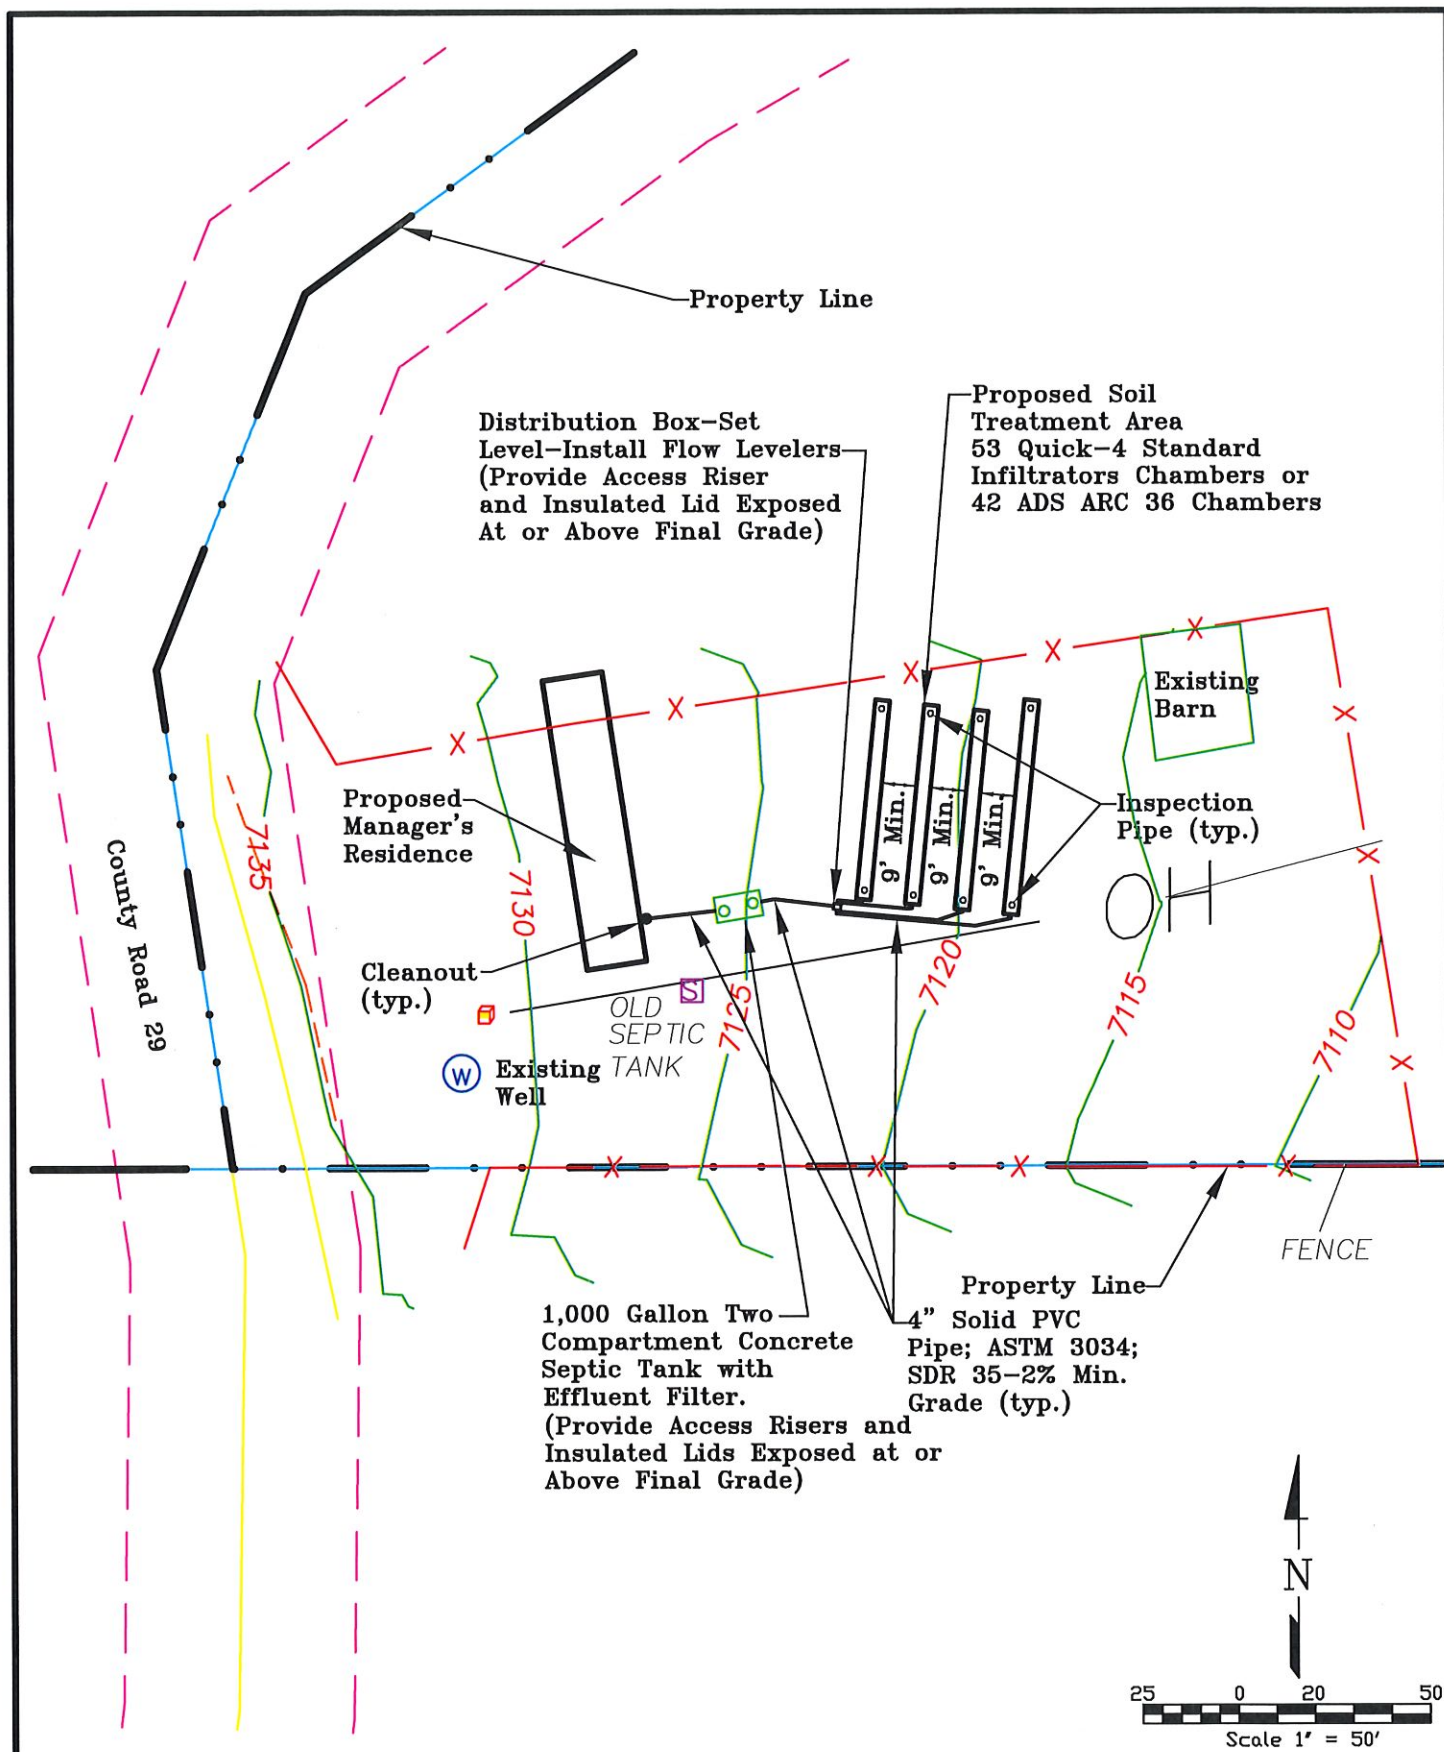 Property Line
Distribution Box-Set
Level-Install Flow Levelers
(Provide Access Riser
and Insulated Lid Exposed
At or Above Final Grade)
Proposed Soil
Treatment Area
53 Quick-4 Standard
Infiltrators Chambers or
42 ADS ARC 36 Chambers
X
X
X
X
X
X
X
X
Existing
Barn
Proposed
Manager's
Residence
9' Min.
9' Min.
9' Min.
Inspection
Pipe (typ.)
County Road 29
7135
7130
7125
7120
7115
7110
Cleanout
(typ.)
S
OLD
SEPTIC
TANK
W
Existing
Well
X
X
X
X
FENCE
Property Line
1,000 Gallon Two
Compartment Concrete
Septic Tank with
Effluent Filter.
(Provide Access Risers and
Insulated Lids Exposed at or
Above Final Grade)
4" Solid PVC
Pipe; ASTM 3034;
SDR 35-2% Min.
Grade (typ.)
N
25 0 20 50
Scale 1" = 50'